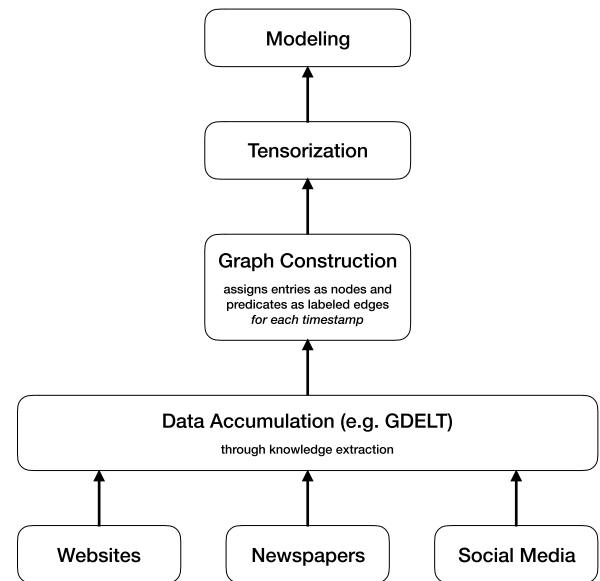 Modeling
Tensorization
Graph Construction
assigns entries as nodes and
predicates as labeled edges
for each timestamp
Data Accumulation (e.g. GDELT)
through knowledge extraction
Websites
Newspapers
Social Media